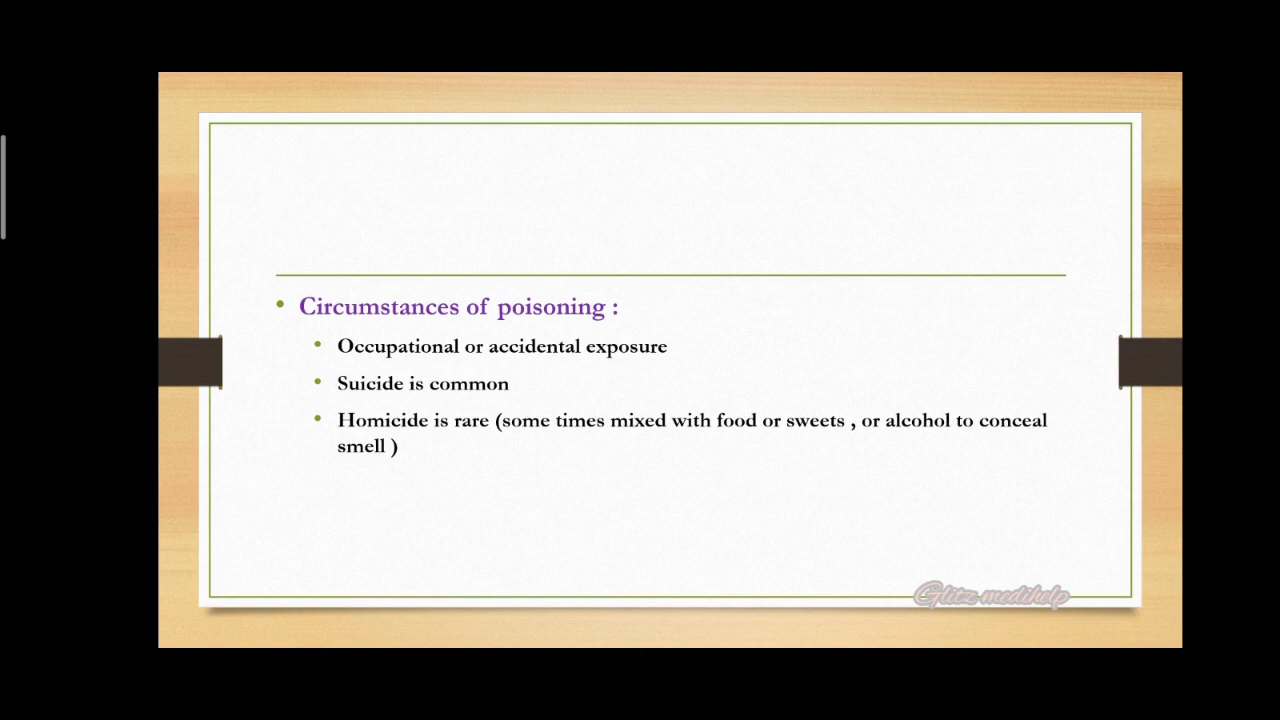 Circumstances of poisoning :
Occupational or accidental exposure
Suicide is common
Homicide is rare (some times mixed with food or sweets , or alcohol to conceal
smell )
Glitz medihelp